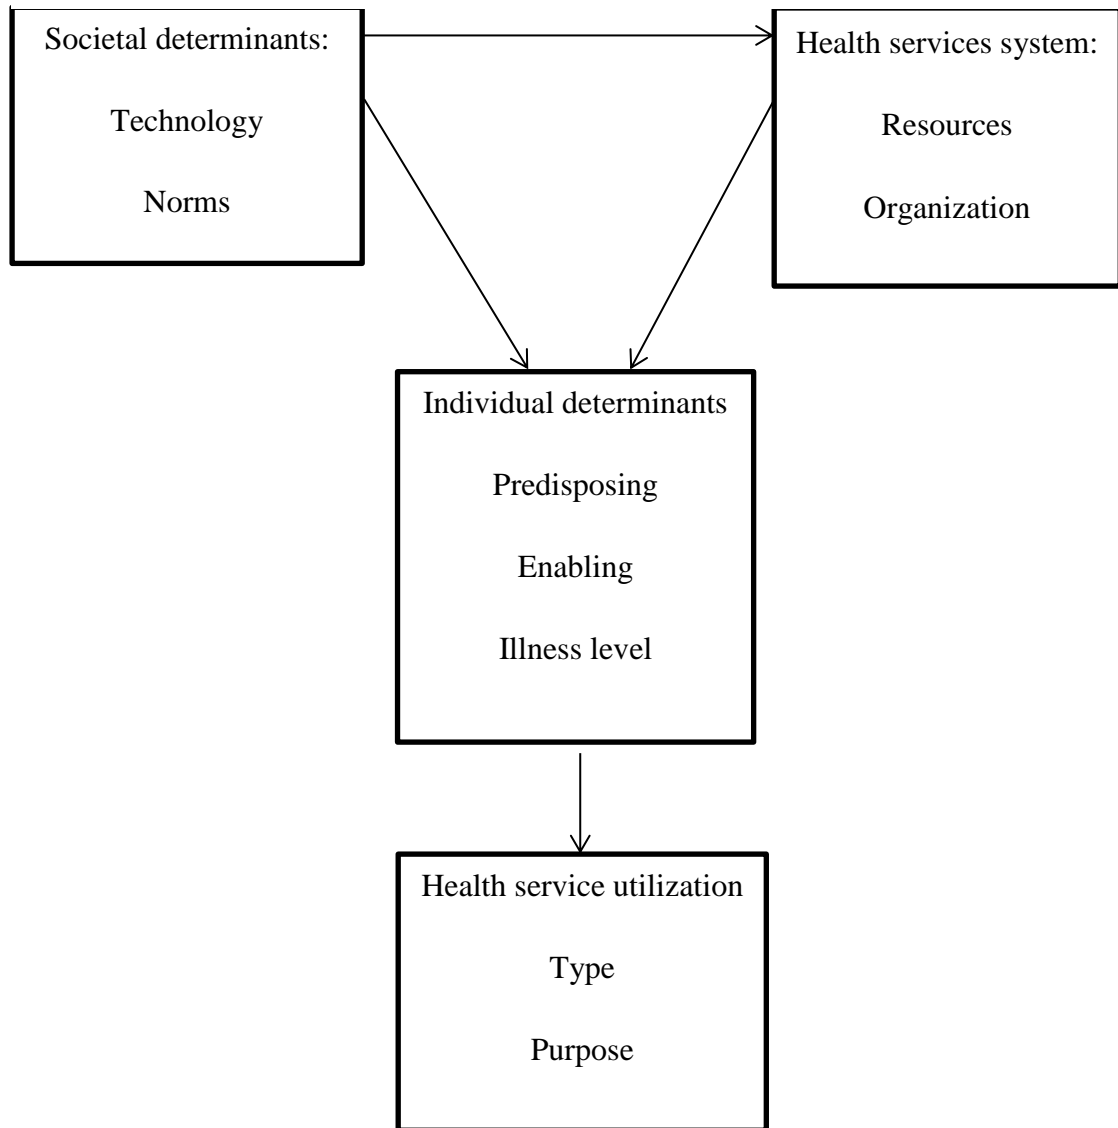 Societal determinants:
Technology
Norms
Health services system:
Resources
Organization
Individual determinants
Predisposing
Enabling
Illness level
Health service utilization
Type
Purpose